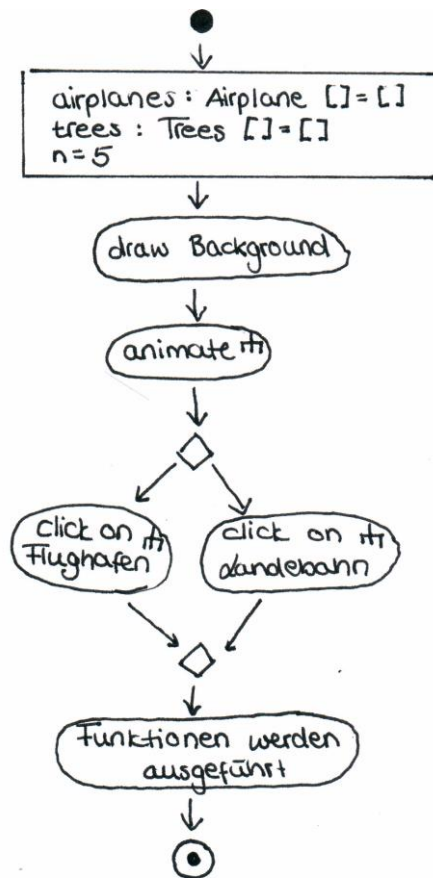 airplanes : Airplane [] = []
trees : Trees [] = []
n = 5
draw Background
animate
click on
Flughafen
click on
Landebahn
Funktionen werden
ausgeführt